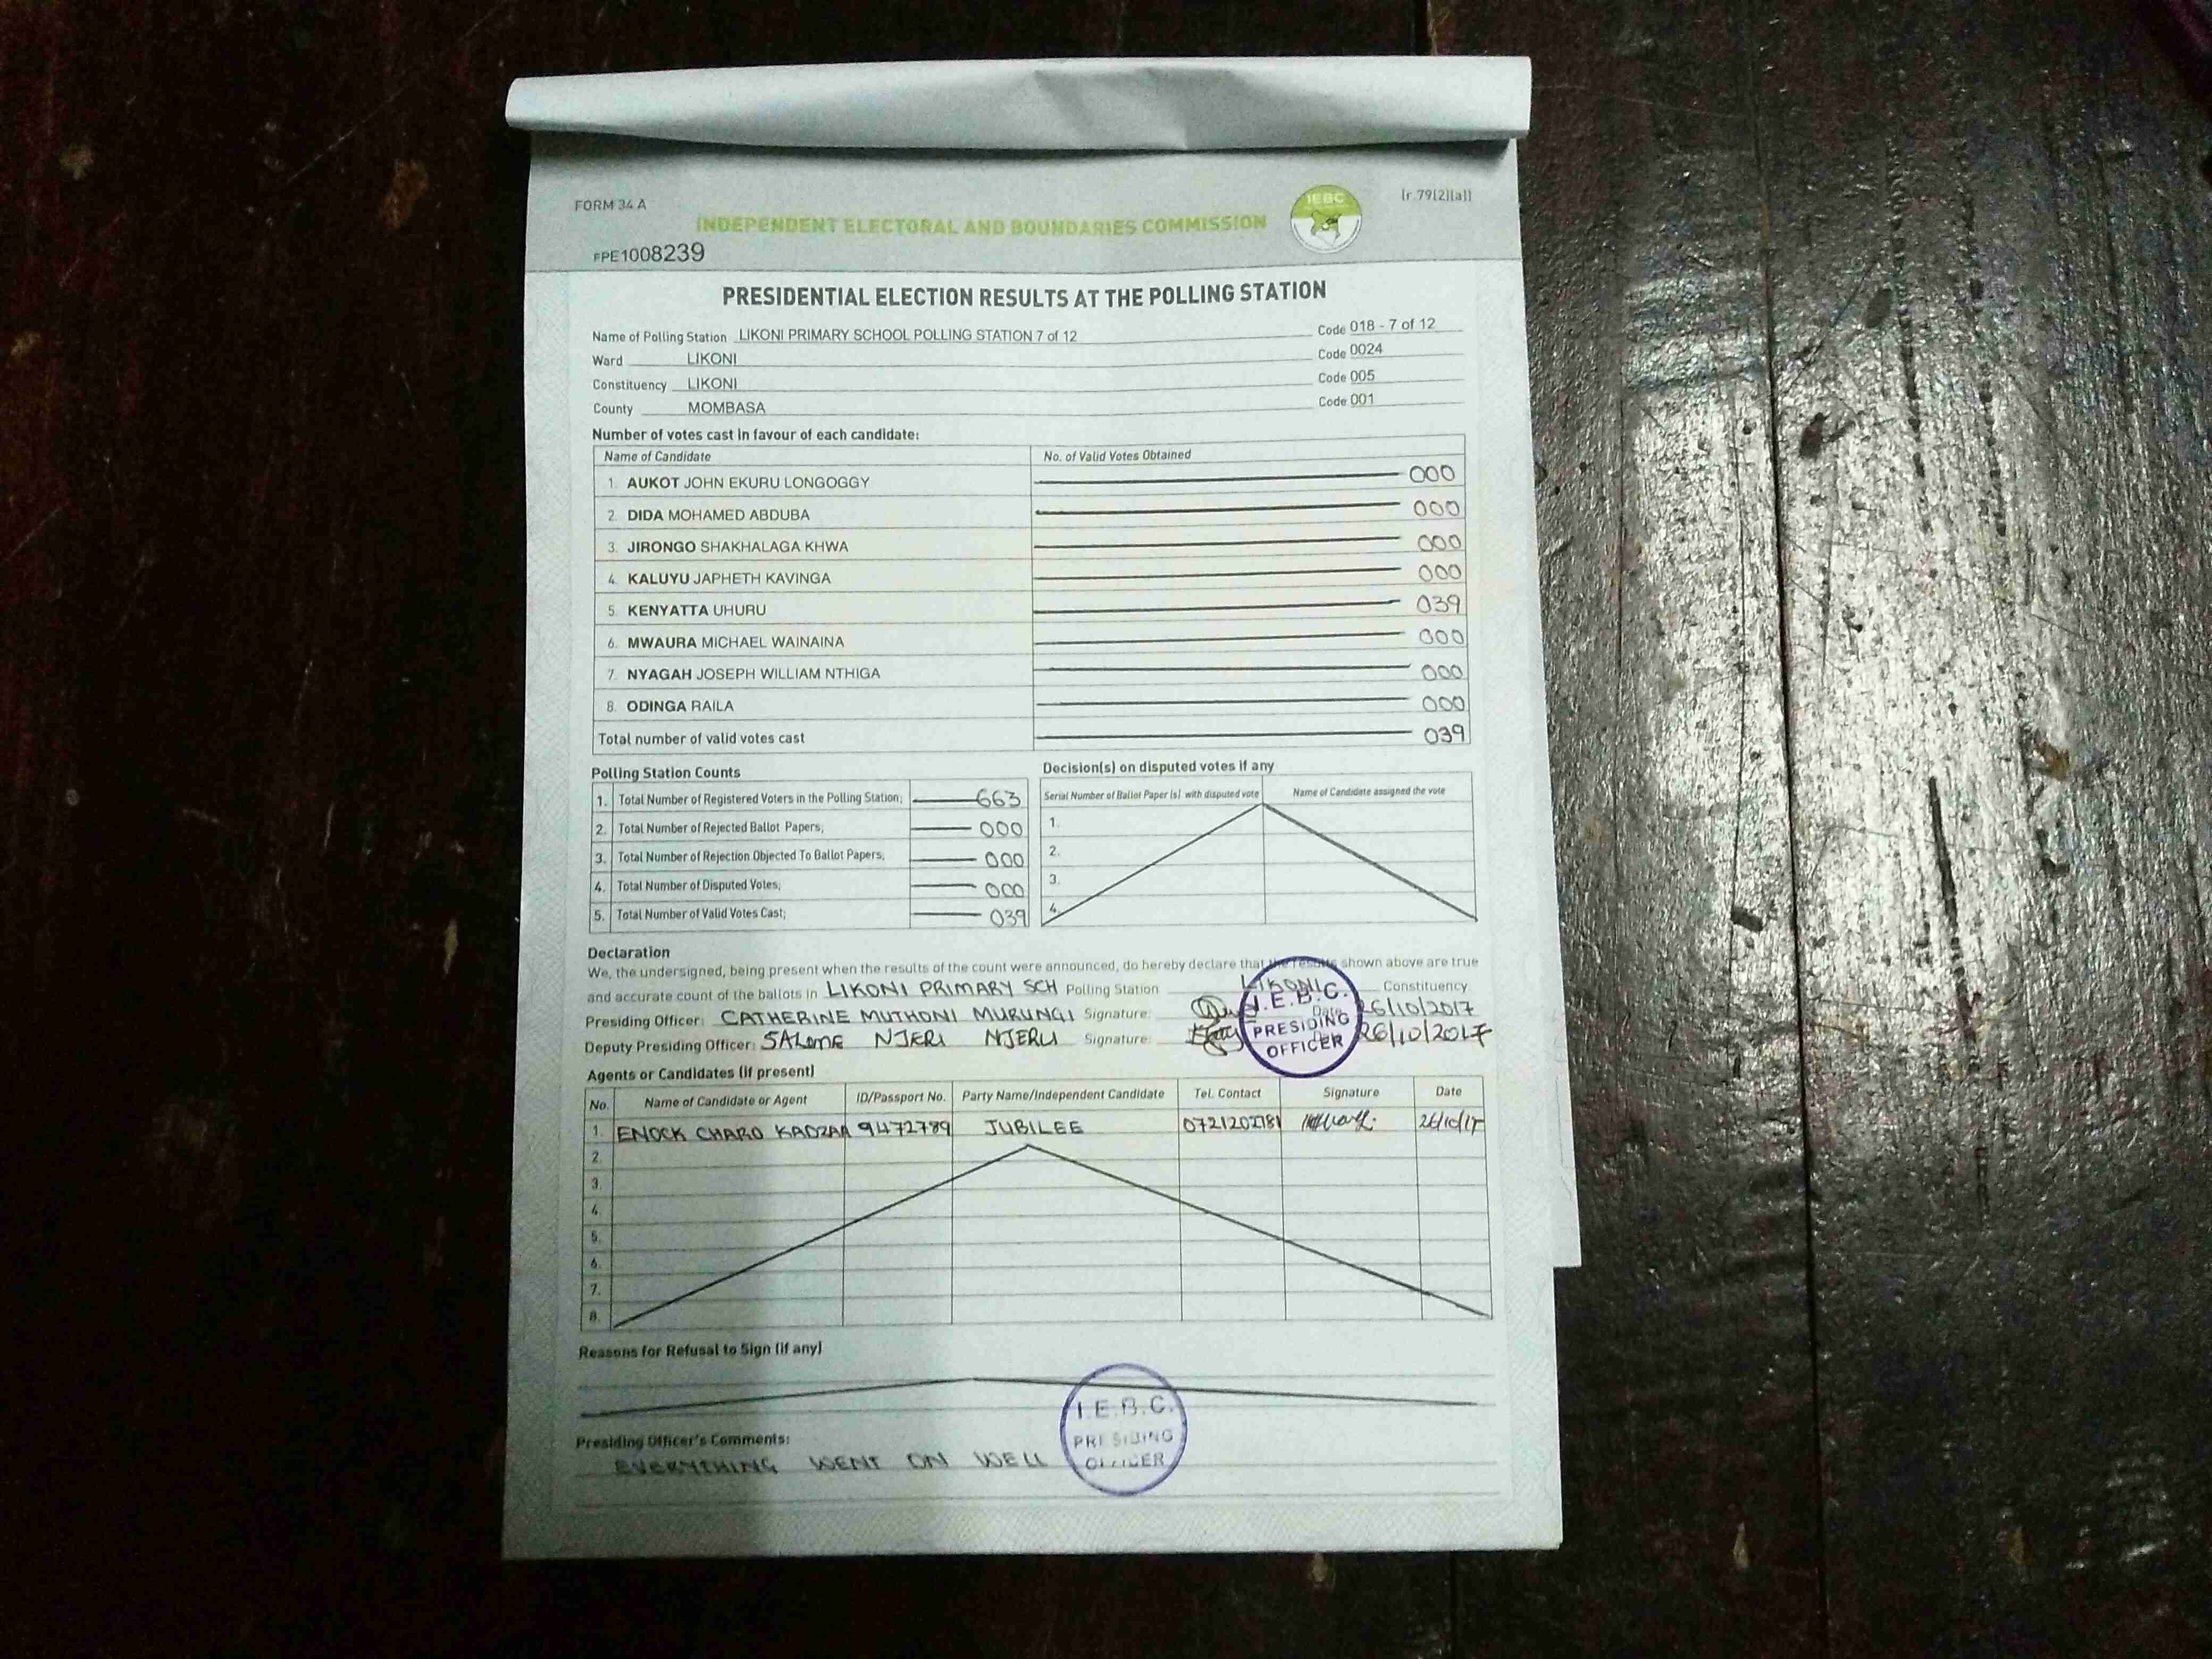 FORM 34 A
(r.79(2)(a))
IEBC
INDEPENDENT ELECTORAL AND BOUNDARIES COMMISSION
FPE1008239
PRESIDENTIAL ELECTION RESULTS AT THE POLLING STATION
Name of Polling Station LIKONI PRIMARY SCHOOL POLLING STATION 7 of 12 Code 018 - 7 of 12
Ward LIKONI Code 0024
Constituency LIKONI Code 005
County MOMBASA Code 001
Number of votes cast in favour of each candidate:
Name of Candidate No. of Valid Votes Obtained
1. AUKOT JOHN EKURU LONGOGGY 000
2. DIDA MOHAMED ABDUBA 000
3. JIRONGO SHAKHALAGA KHWA 000
4. KALUYU JAPHETH KAVINGA 000
5. KENYATTA UHURU 039
6. MWAURA MICHAEL WAINAINA 000
7. NYAGAH JOSEPH WILLIAM NTHIGA 000
8. ODINGA RAILA 000
Total number of valid votes cast 039
Polling Station Counts
1. Total Number of Registered Voters in the Polling Station; 663
2. Total Number of Rejected Ballot Papers; 000
3. Total Number of Rejection Objected To Ballot Papers; 000
4. Total Number of Disputed Votes; 000
5. Total Number of Valid Votes Cast; 039
Decision(s) on disputed votes if any
Serial Number of Ballot Paper (s) with disputed vote Name of Candidate assigned the vote
1.
2.
3.
4.
Declaration
We, the undersigned, being present when the results of the count were announced, do hereby declare that the results shown above are true
and accurate count of the ballots in LIKONI PRIMARY SCH Polling Station LIKONI Constituency
Presiding Officer: CATHERINE MUTHONI MURUNGI Signature: Date 26/10/2017
Deputy Presiding Officer: SALOME NJERI NJERU Signature: 26/10/2017
I.E.B.C.
PRESIDING
OFFICER
Agents or Candidates (if present)
No. Name of Candidate or Agent ID/Passport No. Party Name/Independent Candidate Tel. Contact Signature Date
1. ENOCK CHARO 9472789 JUBILEE 26/10/17
2.
3.
4.
5.
6.
7.
8.
Reasons for Refusal to Sign (if any)
Presiding Officer's Comments:
EVERYTHING WENT ON WELL
I.E.B.C.
PRESIDING
OFFICER